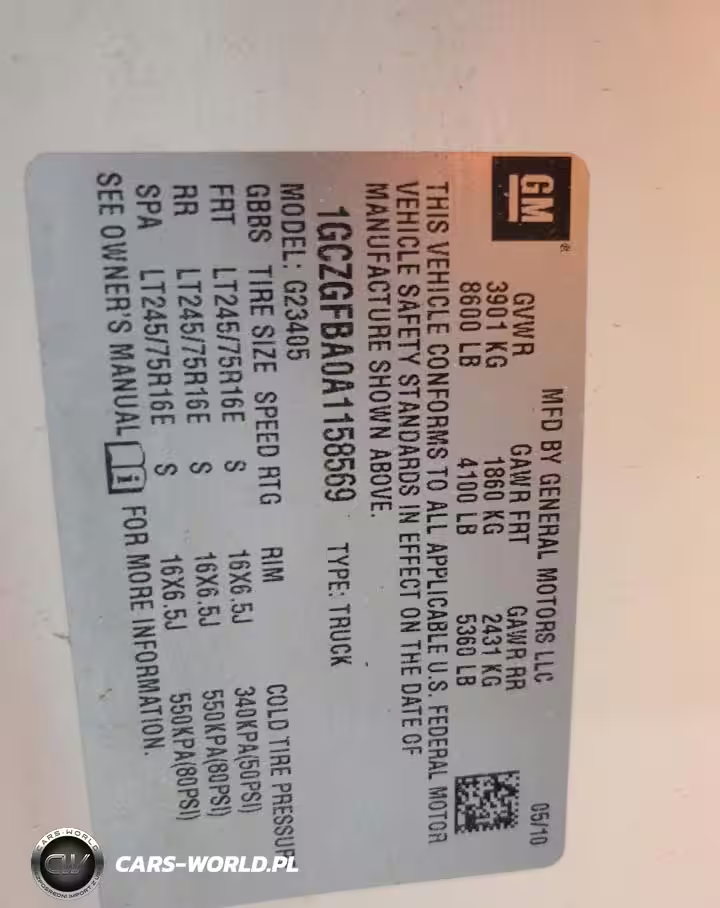 GM®
MFD BY GENERAL MOTORS LLC 05/10
GVWR GAWR FRT GAWR RR
3901 KG 1860 KG 2431 KG
8600 LB 4100 LB 5360 LB
THIS VEHICLE CONFORMS TO ALL APPLICABLE U.S. FEDERAL MOTOR
VEHICLE SAFETY STANDARDS IN EFFECT ON THE DATE OF
MANUFACTURE SHOWN ABOVE.
1GCZGFBA0A1158569 TYPE: TRUCK
MODEL: G23405
GBRS TIRE SIZE SPEED RTG RIM COLD TIRE PRESSUR
FRT LT245/75R16E S 16X6.5J 340KPA(50PSI)
RR LT245/75R16E S 16X6.5J 550KPA(80PSI)
SPA LT245/75R16E S 16X6.5J 550KPA(80PSI)
SEE OWNER'S MANUAL i FOR MORE INFORMATION.
CARS-WORLD
CW
CARS-WORLD.PL